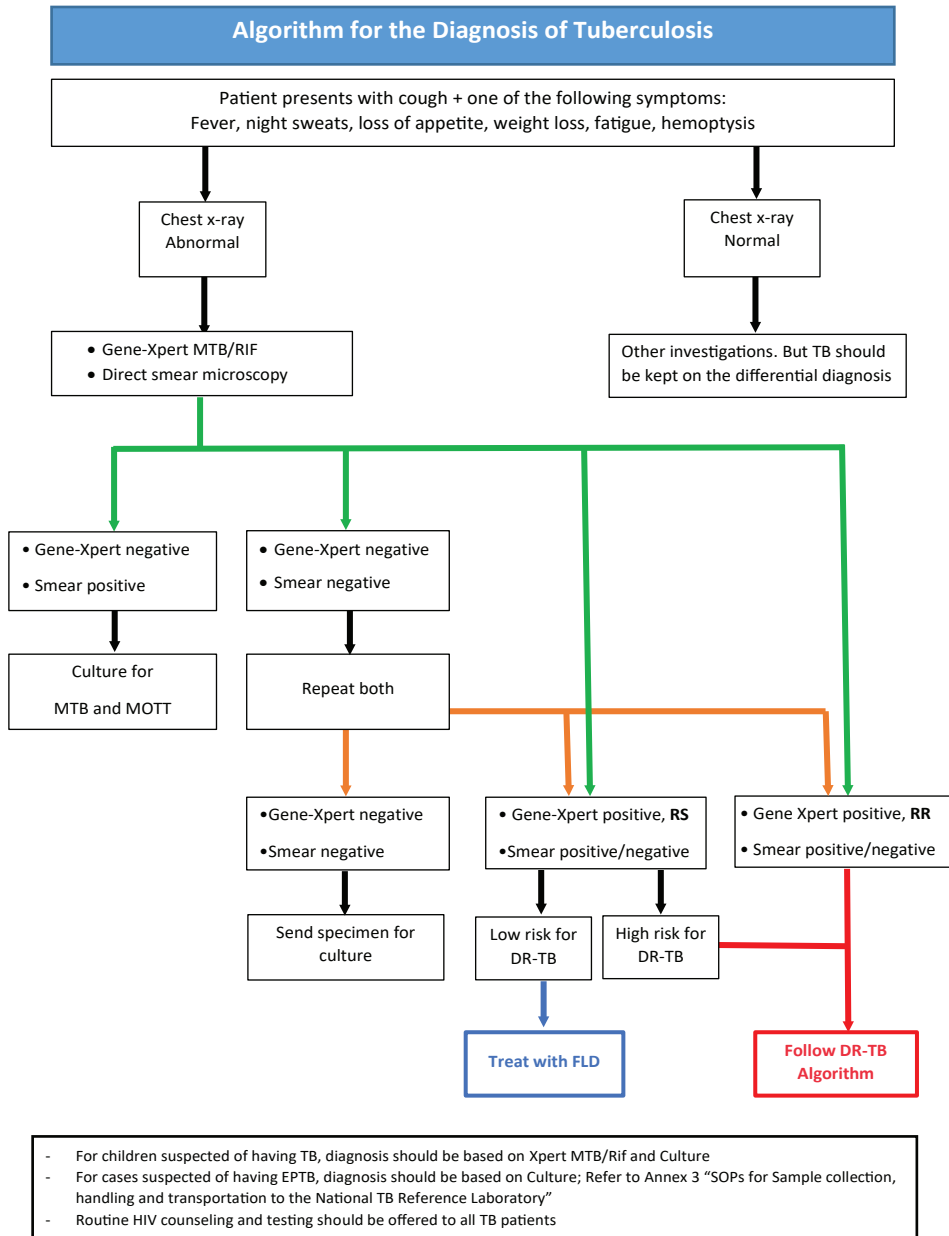 Algorithm for the Diagnosis of Tuberculosis
Patient presents with cough + one of the following symptoms:
Fever, night sweats, loss of appetite, weight loss, fatigue, hemoptysis
Chest x-ray
Abnormal
Chest x-ray
Normal
• Gene-Xpert MTB/RIF
• Direct smear microscopy
Other investigations. But TB should
be kept on the differential diagnosis
• Gene-Xpert negative
• Smear positive
• Gene-Xpert negative
• Smear negative
Culture for
MTB and MOTT
Repeat both
•Gene-Xpert negative
•Smear negative
• Gene-Xpert positive, RS
•Smear positive/negative
• Gene Xpert positive, RR
• Smear positive/negative
Send specimen for
culture
Low risk for
DR-TB
High risk for
DR-TB
Treat with FLD
Follow DR-TB
Algorithm
- For children suspected of having TB, diagnosis should be based on Xpert MTB/Rif and Culture
- For cases suspected of having EPTB, diagnosis should be based on Culture; Refer to Annex 3 “SOPs for Sample collection,
handling and transportation to the National TB Reference Laboratory”
- Routine HIV counseling and testing should be offered to all TB patients